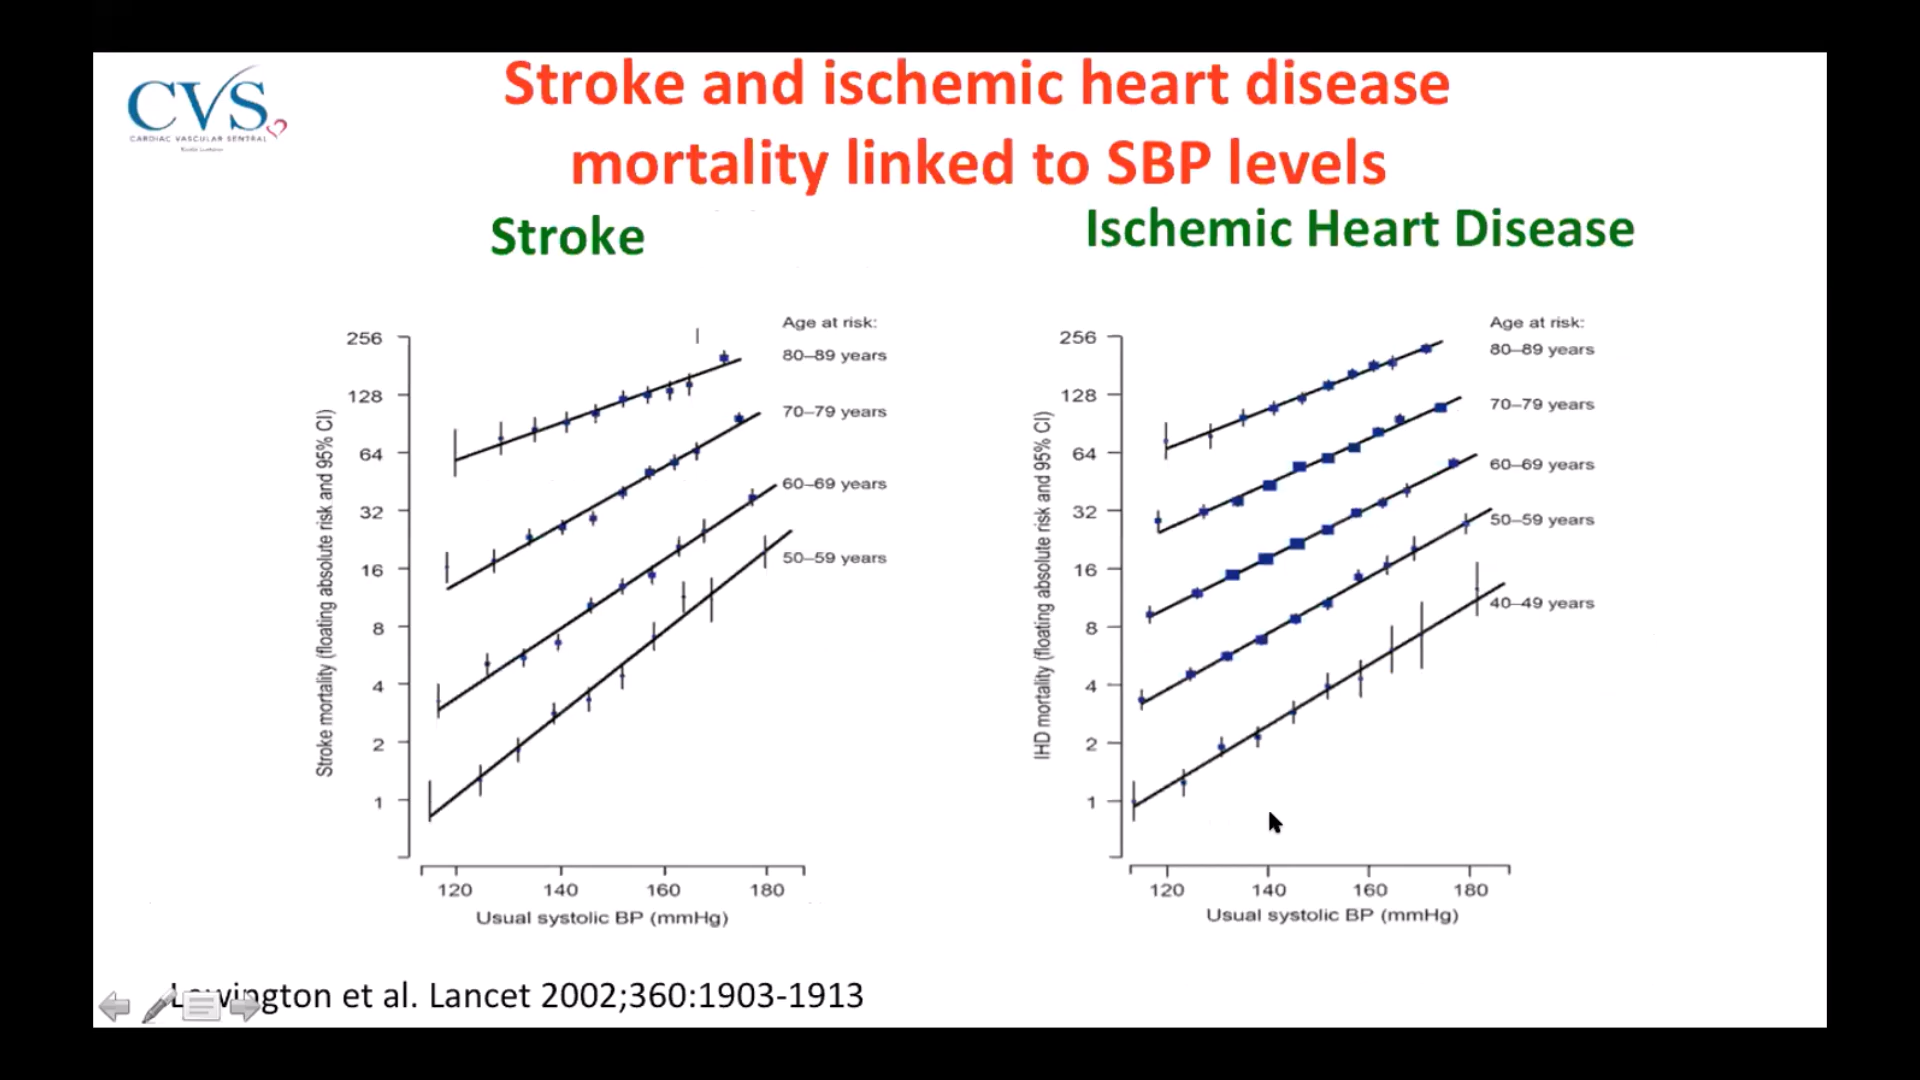 CVS
CARDIAC VASCULAR SENTRAL
Stroke and ischemic heart disease
mortality linked to SBP levels
Stroke
Ischemic Heart Disease
Stroke mortality (floating absolute risk and 95% CI)
256
128
64
32
16
8
4
2
1
Age at risk:
80–89 years
70–79 years
60–69 years
50–59 years
120 140 160 180
Usual systolic BP (mmHg)
IHD mortality (floating absolute risk and 95% CI)
256
128
64
32
16
8
4
2
1
Age at risk:
80–89 years
70–79 years
60–69 years
50–59 years
40–49 years
120 140 160 180
Usual systolic BP (mmHg)
et al. Lancet 2002;360:1903-1913